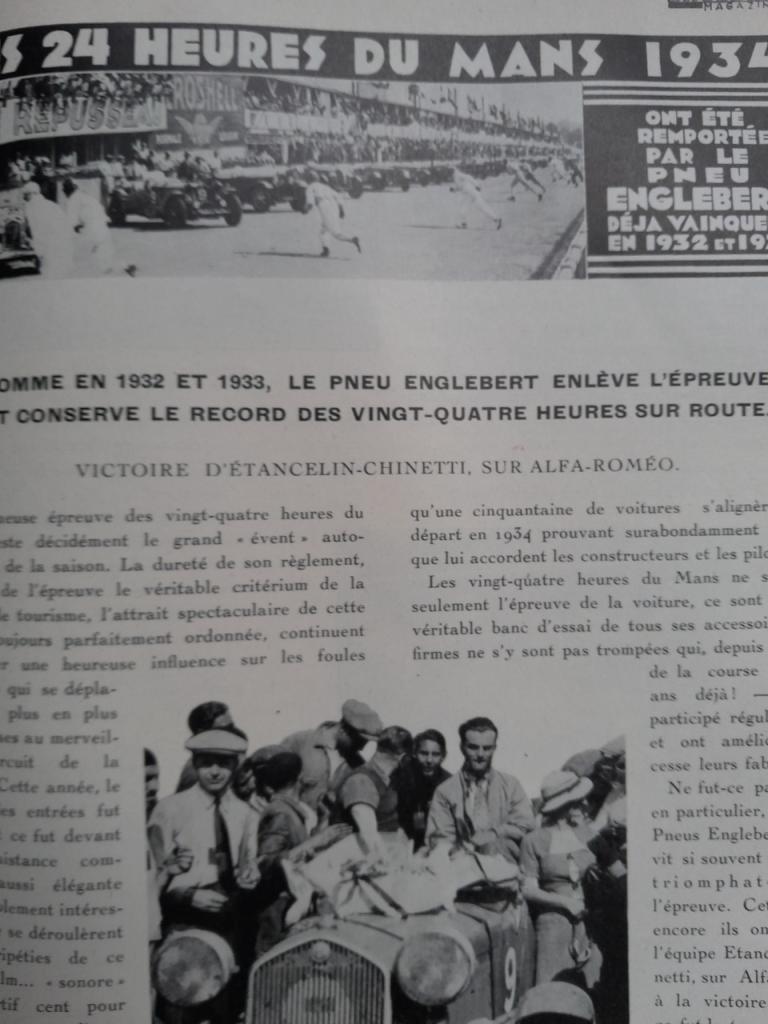 MAGAZIN
S 24 HEURES DU MANS 1934
REPUSSEAU
ROSHELE
ONT ÉTÉ
REMPORTÉE
PAR LE
PNEU
ENGLEBER
DÉJA VAINQUE
EN 1932 ET 19
OMME EN 1932 ET 1933, LE PNEU ENGLEBERT ENLÈVE L'ÉPREUVE
T CONSERVE LE RECORD DES VINGT-QUATRE HEURES SUR ROUTE.
VICTOIRE D'ÉTANCELIN-CHINETTI, SUR ALFA-ROMÉO.
meuse épreuve des vingt-quatre heures du
ste décidément le grand « évent » auto-
de la saison. La dureté de son règlement,
de l'épreuve le véritable critérium de la
le tourisme, l'attrait spectaculaire de cette
oujours parfaitement ordonnée, continuent
r une heureuse influence sur les foules
qui se dépla-
plus en plus
ses au merveil-
rcuit de la
Cette année, le
es entrées fut
t ce fut devant
sistance com-
aussi élégante
lement intéres-
se déroulèrent
ripéties de ce
lm... « sonore »
tif cent pour
qu'une cinquantaine de voitures s'alignèr
départ en 1934 prouvant surabondamment
que lui accordent les constructeurs et les pil
Les vingt-quatre heures du Mans ne s
seulement l'épreuve de la voiture, ce sont
véritable banc d'essai de tous ses accessoi
firmes ne s'y sont pas trompées qui, depuis
de la course
ans déjà! —
participé régul
et ont amélio
cesse leurs fab
Ne fut-ce pa
en particulier,
Pneus Englebe
vit si souvent
triomphat
l'épreuve. Cet
encore ils on
l'équipe Etanc
netti, sur Alf
à la victoire
9